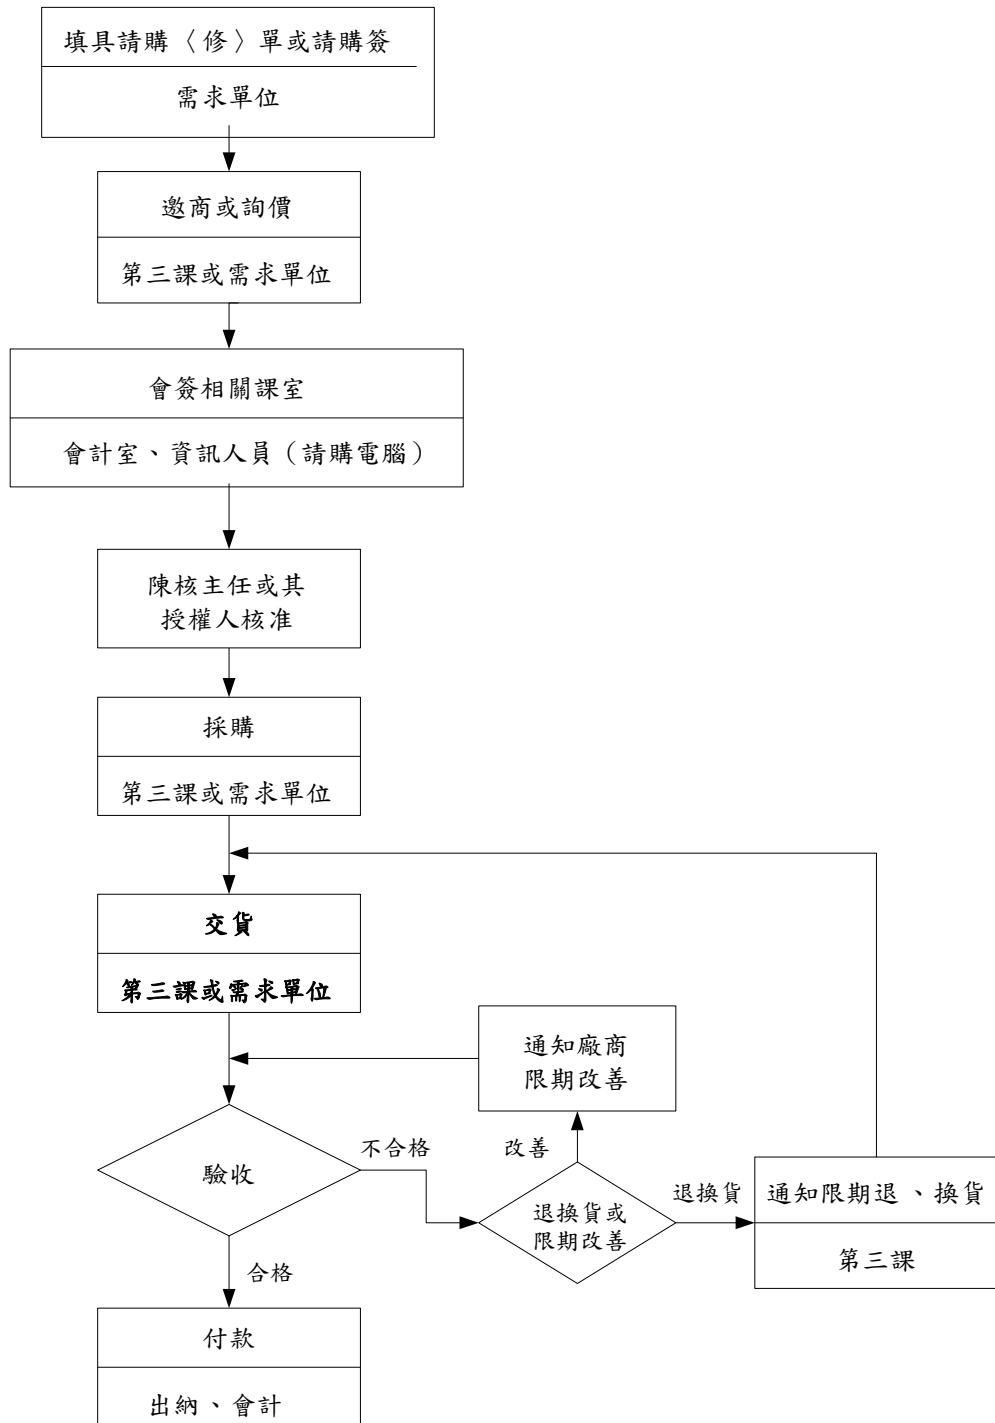 填具請購〈修〉單或請購簽
需求單位
邀商或詢價
第三課或需求單位
會簽相關課室
會計室、資訊人員（請購電腦）
陳核主任或其
授權人核准
採購
第三課或需求單位
交貨
第三課或需求單位
通知廠商
限期改善
驗收
不合格
改善
退換貨或
限期改善
退換貨
通知限期退、換貨
第三課
合格
付款
出納、會計